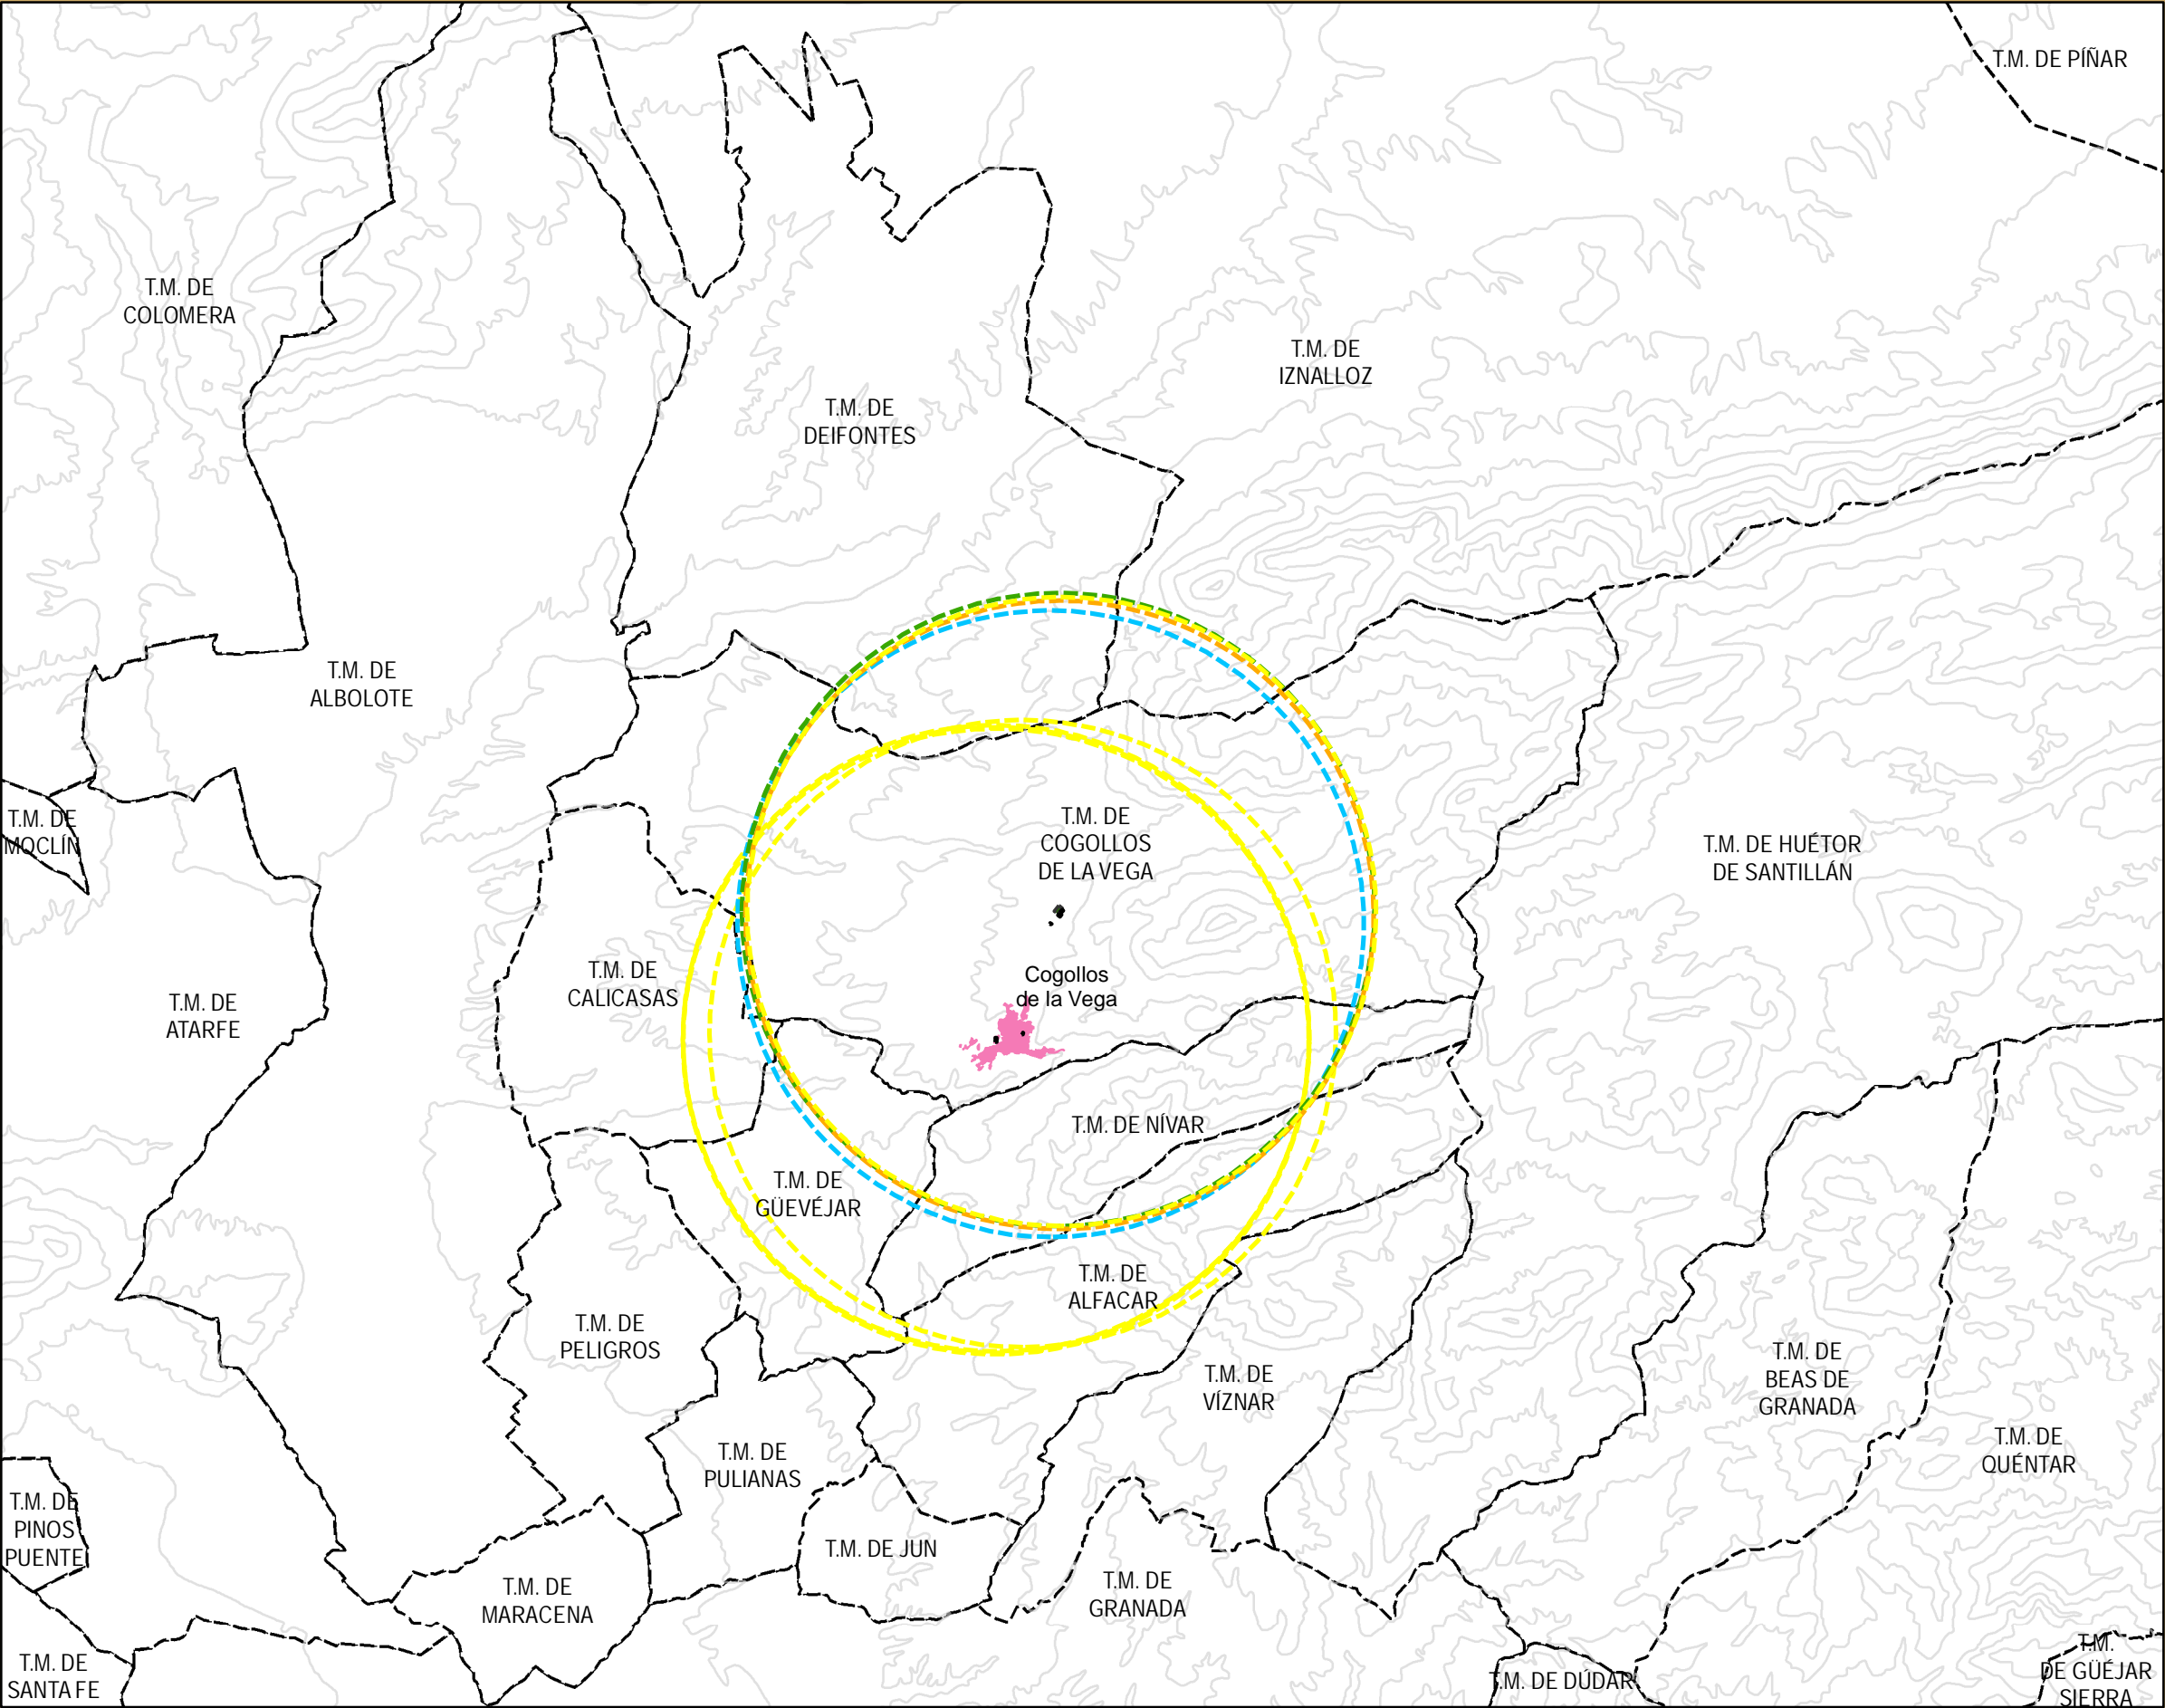 T.M. DE PÍÑAR
T.M. DE
COLOMERA
T.M. DE
IZNALLOZ
T.M. DE
DEIFONTES
T.M. DE
ALBOLOTE
T.M. DE
MOCLÍN
T.M. DE
COGOLLOS
DE LA VEGA
T.M. DE HUÉTOR
DE SANTILLÁN
T.M. DE
CALICASAS
Cogollos
de la Vega
T.M. DE
ATARFE
T.M. DE NÍVAR
T.M. DE
GÜEVÉJAR
T.M. DE
ALFACAR
T.M. DE
PELIGROS
T.M. DE
VÍZNAR
T.M. DE
BEAS DE
GRANADA
T.M. DE
QUÉNTAR
T.M. DE
PULIANAS
T.M. DE
PINOS
PUENTE
T.M. DE JUN
T.M. DE
MARACENA
T.M. DE
GRANADA
T.M. DE
SANTA FE
T.M. DE DÚDAR
T.M.
DE GÜÉJAR
SIERRA